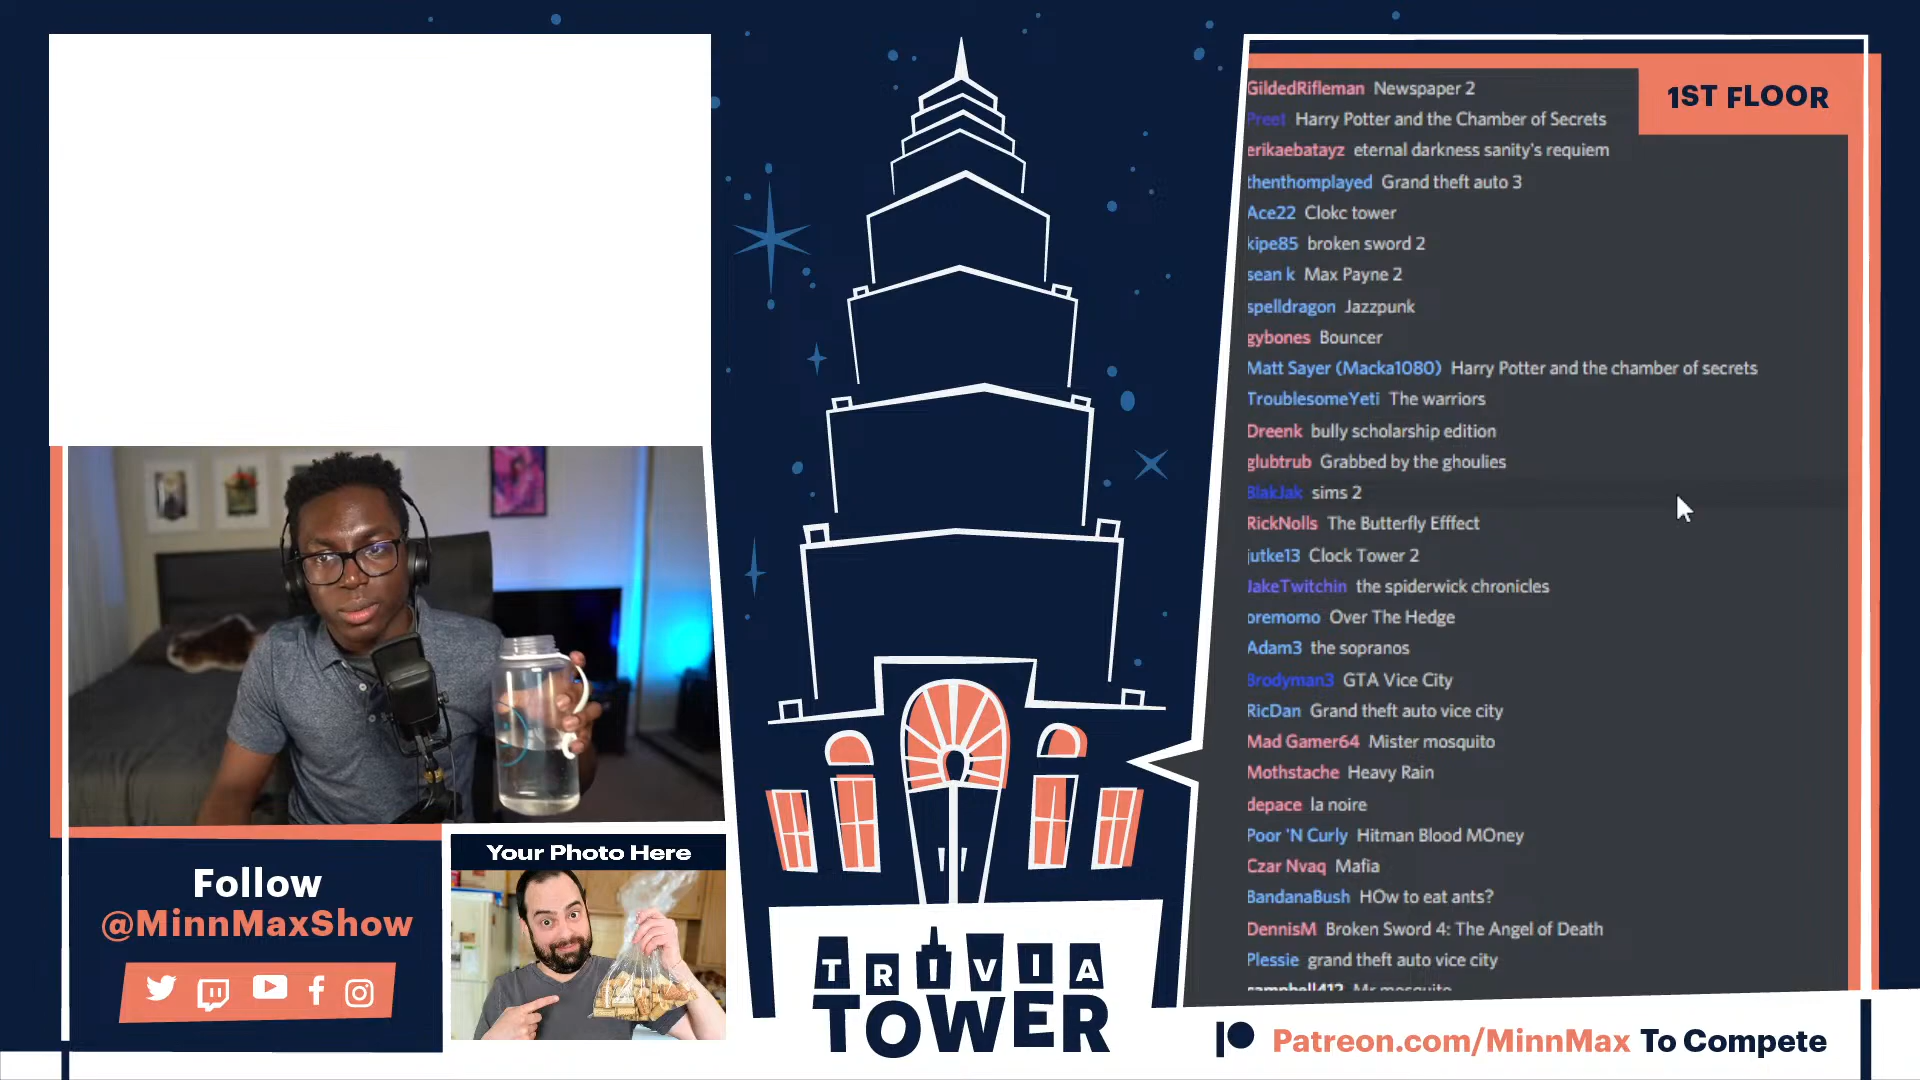 1ST FLOOR
GildedRifleman Newspaper 2
Preet Harry Potter and the Chamber of Secrets
erikaebatayz eternal darkness sanity's requiem
thenthomplayed Grand theft auto 3
Ace22 Clokc tower
kipe85 broken sword 2
sean k Max Payne 2
spelldragon Jazzpunk
gybones Bouncer
Matt Sayer (Macka1080) Harry Potter and the chamber of secrets
TroublesomeYeti The warriors
Dreenk bully scholarship edition
glubtrub Grabbed by the ghoulies
BlakJak sims 2
RickNolls The Butterfly Efffect
jutke13 Clock Tower 2
JakeTwitchin the spiderwick chronicles
oremomo Over The Hedge
Adam3 the sopranos
Brodyman3 GTA Vice City
RicDan Grand theft auto vice city
Mad Gamer64 Mister mosquito
Mothstache Heavy Rain
depace la noire
Poor 'N Curly Hitman Blood MOney
Czar Nvaq Mafia
BandanaBush HOw to eat ants?
DennisM Broken Sword 4: The Angel of Death
Plessie grand theft auto vice city
campbell412 Mr mosquito
Your Photo Here
Follow
@MinnMaxShow
TRIVIA
TOWER
Patreon.com/MinnMax To Compete